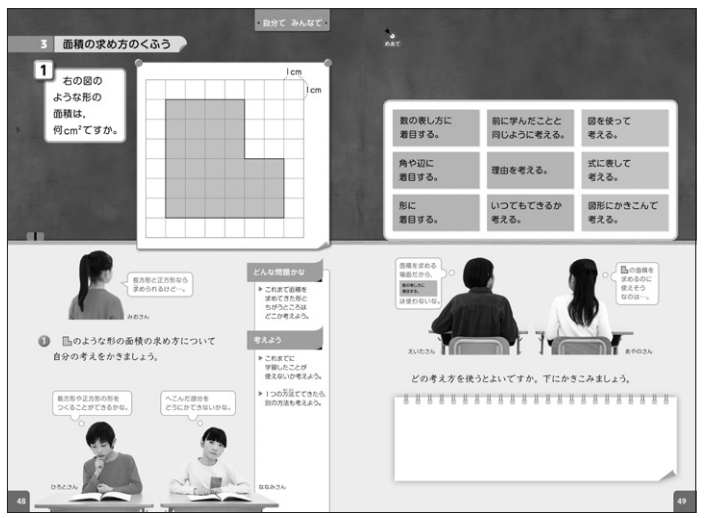 ・自分で みんなで・
3 面積の求め方のくふう
1
右の図の
ような形の
面積は，
何cm²ですか。
1cm
1cm
めあて
数の表し方に
着目する。
前に学んだことと
同じように考える。
図を使って
考える。
角や辺に
着目する。
理由を考える。
式に表して
考える。
形に
着目する。
いつでもできるか
考える。
図形にかきこんで
考える。
長方形と正方形なら
求められるけど…。
みおさん
1 のような形の面積の求め方について
自分の考えをかきましょう。
長方形や正方形の形を
つくることができるかな。
ひろとさん
へこんだ部分を
どうにかできないかな。
ななみさん
どんな問題かな
▶ これまで面積を
求めてきた形と
ちがうところは
どこか考えよう。
考えよう
▶ これまでに
学習したことが
使えないか考えよう。
▶ 1つの方法でできたら，
別の方法も考えよう。
面積を求める
場面だから，
数の表し方に
着目する。
は使わないな。
えいたさん
の面積を
求めるのに
使えそう
なのは…。
あやのさん
どの考え方を使うとよいですか。下にかきこみましょう。
48
49